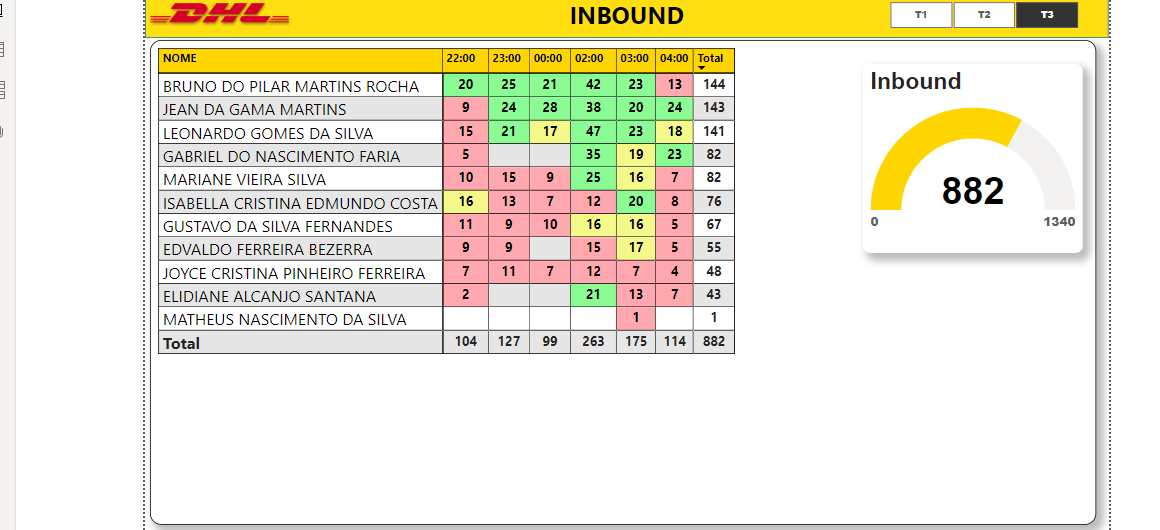 DHL INBOUND T1 T2 T3
NOME 22:00 23:00 00:00 02:00 03:00 04:00 Total
BRUNO DO PILAR MARTINS ROCHA 20 25 21 42 23 13 144
JEAN DA GAMA MARTINS 9 24 28 38 20 24 143
LEONARDO GOMES DA SILVA 15 21 17 47 23 18 141
GABRIEL DO NASCIMENTO FARIA 5 35 19 23 82
MARIANE VIEIRA SILVA 10 15 9 25 16 7 82
ISABELLA CRISTINA EDMUNDO COSTA 16 13 7 12 20 8 76
GUSTAVO DA SILVA FERNANDES 11 9 10 16 16 5 67
EDVALDO FERREIRA BEZERRA 9 9 15 17 5 55
JOYCE CRISTINA PINHEIRO FERREIRA 7 11 7 12 7 4 48
ELIDIANE ALCANJO SANTANA 2 21 13 7 43
MATHEUS NASCIMENTO DA SILVA 1 1
Total 104 127 99 263 175 114 882
Inbound
882
0 1340